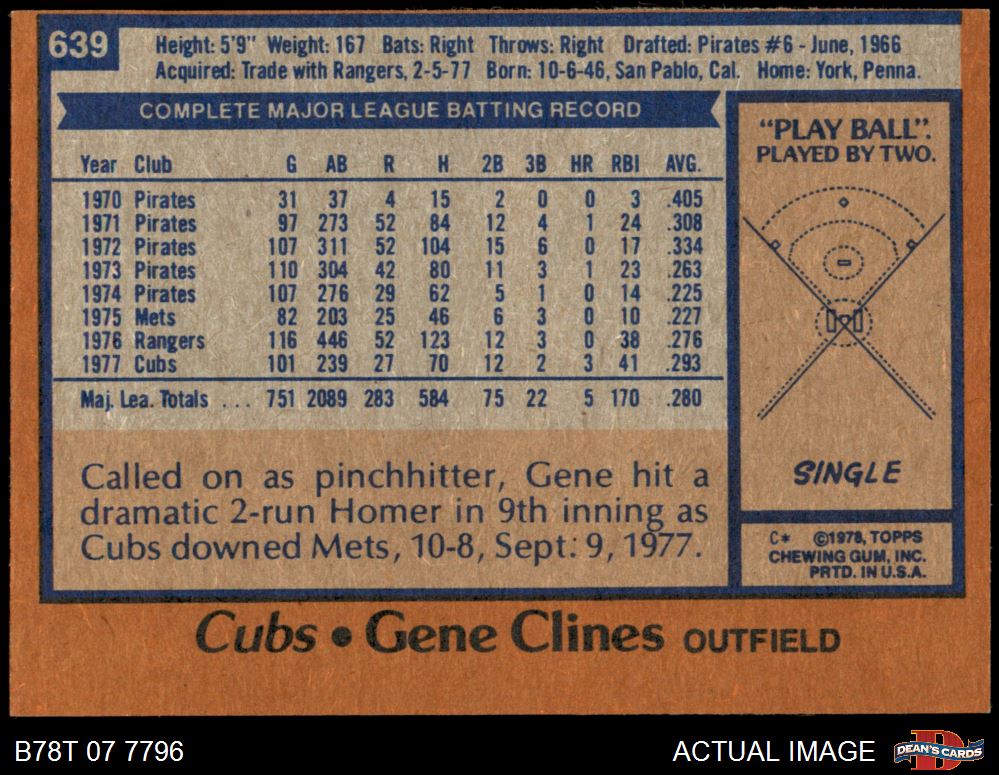 639
Height: 5'9" Weight: 167 Bats: Right Throws: Right Drafted: Pirates #6 - June, 1966
Acquired: Trade with Rangers, 2-5-77 Born: 10-6-46, San Pablo, Cal. Home: York, Penna.
COMPLETE MAJOR LEAGUE BATTING RECORD
Year Club G AB R H 2B 3B HR RBI AVG.
1970 Pirates 31 37 4 15 2 0 0 3 .405
1971 Pirates 97 273 52 84 12 4 1 24 .308
1972 Pirates 107 311 52 104 15 6 0 17 .334
1973 Pirates 110 304 42 80 11 3 1 23 .263
1974 Pirates 107 276 29 62 5 1 0 14 .225
1975 Mets 82 203 25 46 6 3 0 10 .227
1976 Rangers 116 446 52 123 12 3 0 38 .276
1977 Cubs 101 239 27 70 12 2 3 41 .293
Maj. Lea. Totals ... 751 2089 283 584 75 22 5 170 .280
Called on as pinchhitter, Gene hit a
dramatic 2-run Homer in 9th inning as
Cubs downed Mets, 10-8, Sept: 9, 1977.
"PLAY BALL".
PLAYED BY TWO.
SINGLE
C* ©1978, TOPPS
CHEWING GUM, INC.
PRTD. IN U.S.A.
Cubs • Gene Clines OUTFIELD
B78T 07 7796
ACTUAL IMAGE
D
DEAN'S CARDS